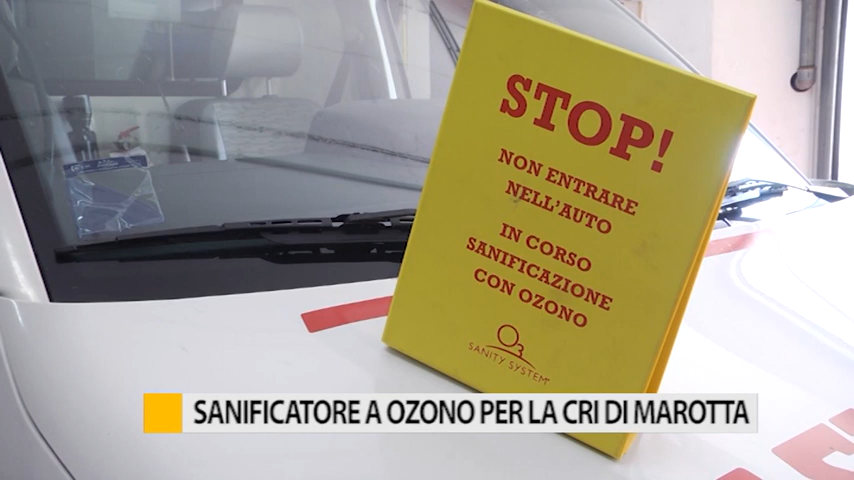 STOP!
NON ENTRARE
NELL'AUTO
IN CORSO
SANIFICAZIONE
CON OZONO
O3
SANITY SYSTEM
SANIFICATORE A OZONO PER LA CRI DI MAROTTA